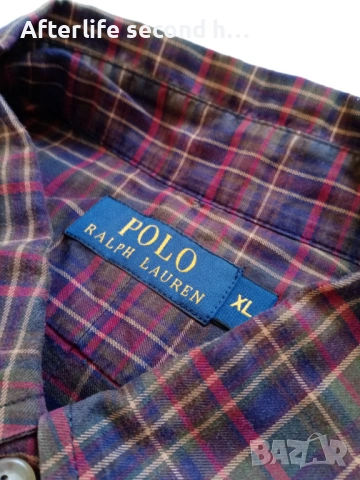 Afterlife second h...
POLO
RALPH LAUREN
XL
BAZAR